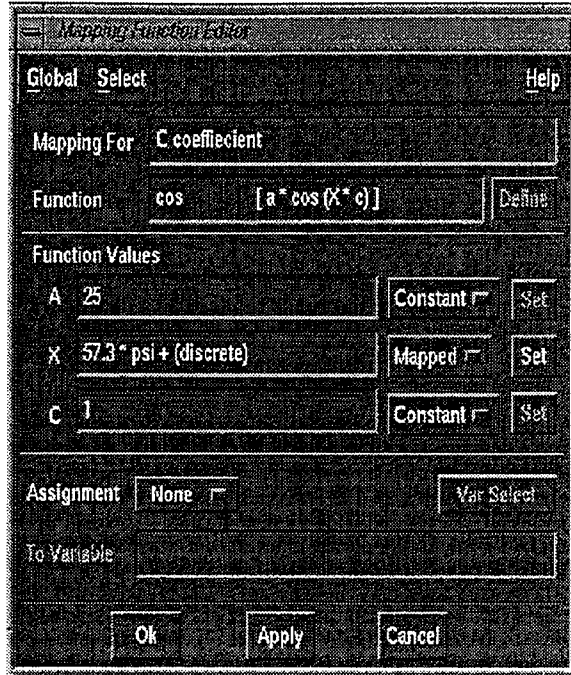 Mapping Function Editor
Global Select Help
Mapping For C coeffiecient
Function cos [ a * cos (X * c) ] Define
Function Values
A 25 Constant Set
X 57.3 * psi + (discrete) Mapped Set
C 1 Constant Set
Assignment None Var Select
To Variable
Ok Apply Cancel